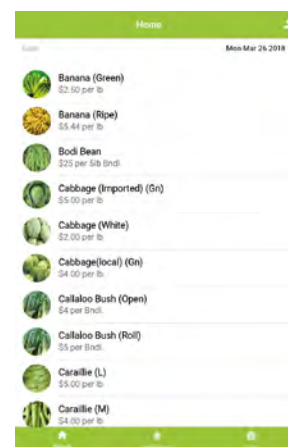 Home
Mon Mar 26 2018
Banana (Green)
$2.50 per lb
Banana (Ripe)
$5.44 per lb
Bodi Bean
$25 per 5lb Bndl.
Cabbage (Imported) (Gn)
$5.00 per lb
Cabbage (White)
$2.00 per lb
Cabbage(local) (Gn)
$4.00 per lb
Callaloo Bush (Open)
$4 per Bndl.
Callaloo Bush (Roll)
$5 per Bndl.
Caraillie (L)
$5.00 per lb
Caraillie (M)
$4.00 per lb